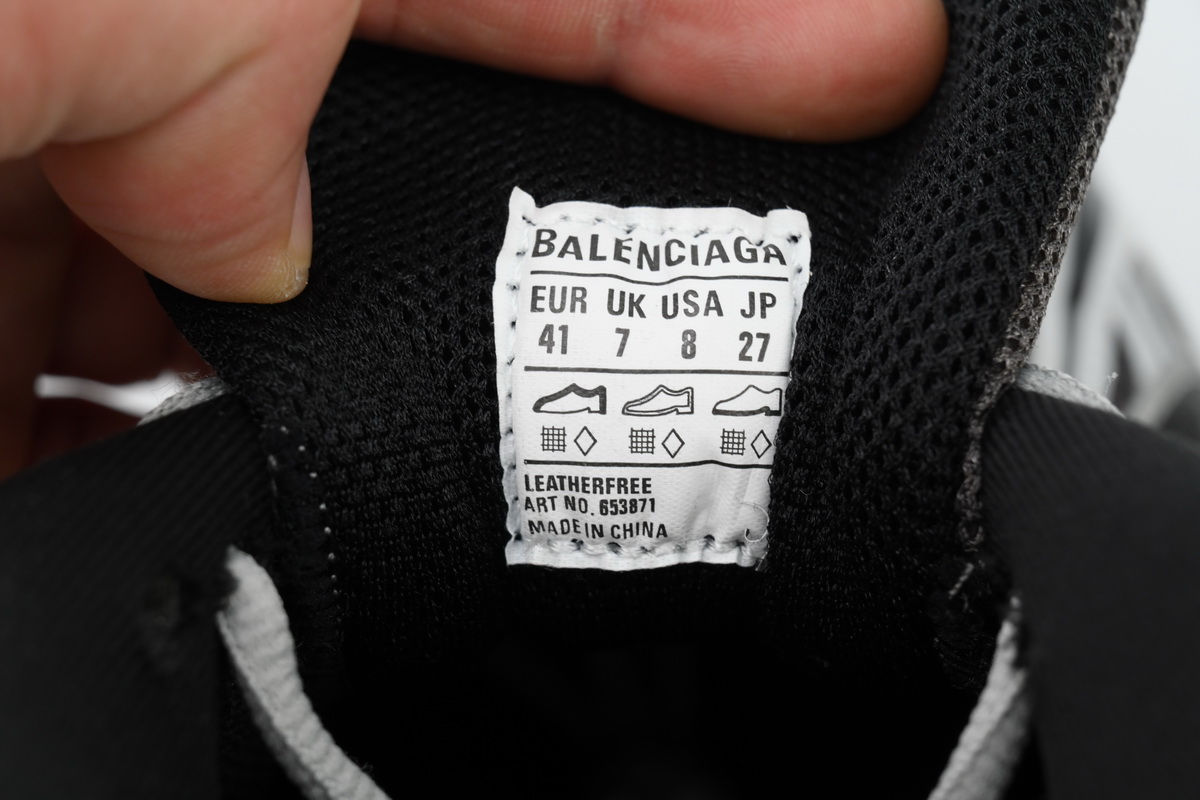 BALENCIAGA
EUR UK USA JP
41 7 8 27
LEATHERFREE
ART NO. 653871
MADE IN CHINA